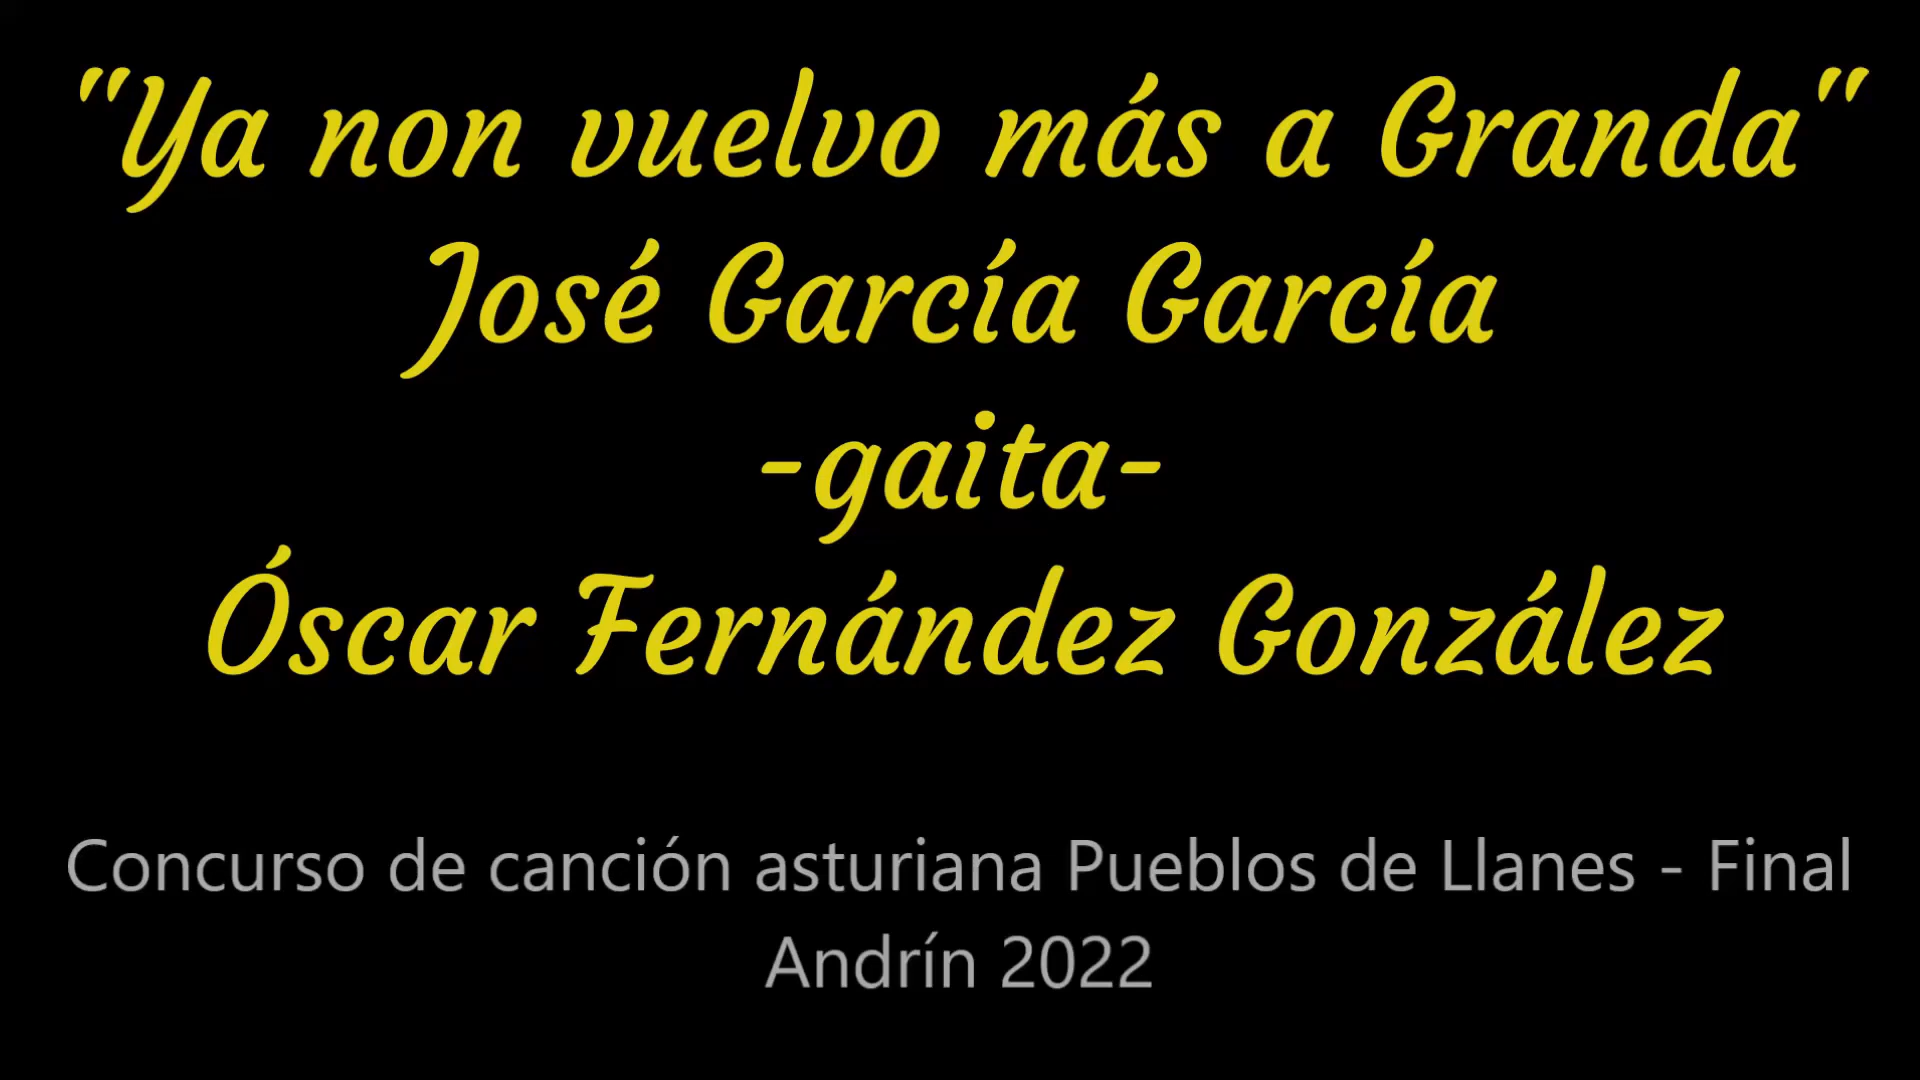 "Ya non vuelvo más a Granda"
José García García
-gaita-
Óscar Fernández González
Concurso de canción asturiana Pueblos de Llanes - Final
Andrín 2022